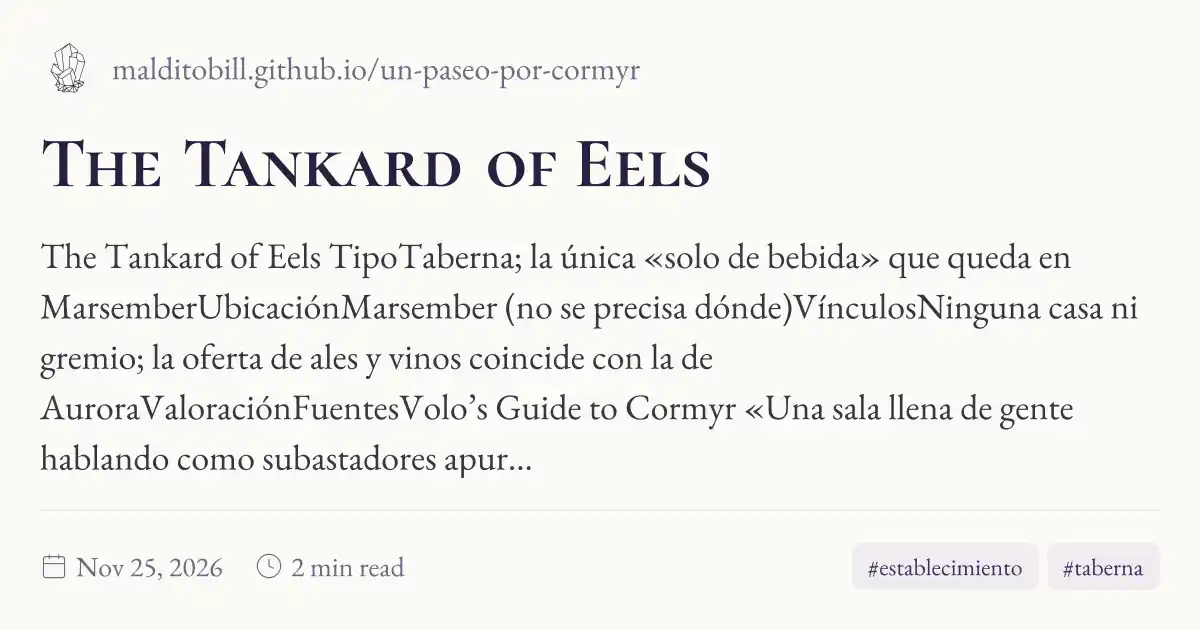 malditobill.github.io/un-paseo-por-cormyr
The Tankard of Eels
The Tankard of Eels TipoTaberna; la única «solo de bebida» que queda en
MarsemberUbicaciónMarsember (no se precisa dónde)VínculosNinguna casa ni
gremio; la oferta de ales y vinos coincide con la de
AuroraValoraciónFuentesVolo’s Guide to Cormyr «Una sala llena de gente
hablando como subastadores apur...
Nov 25, 2026
2 min read
#establecimiento
#taberna